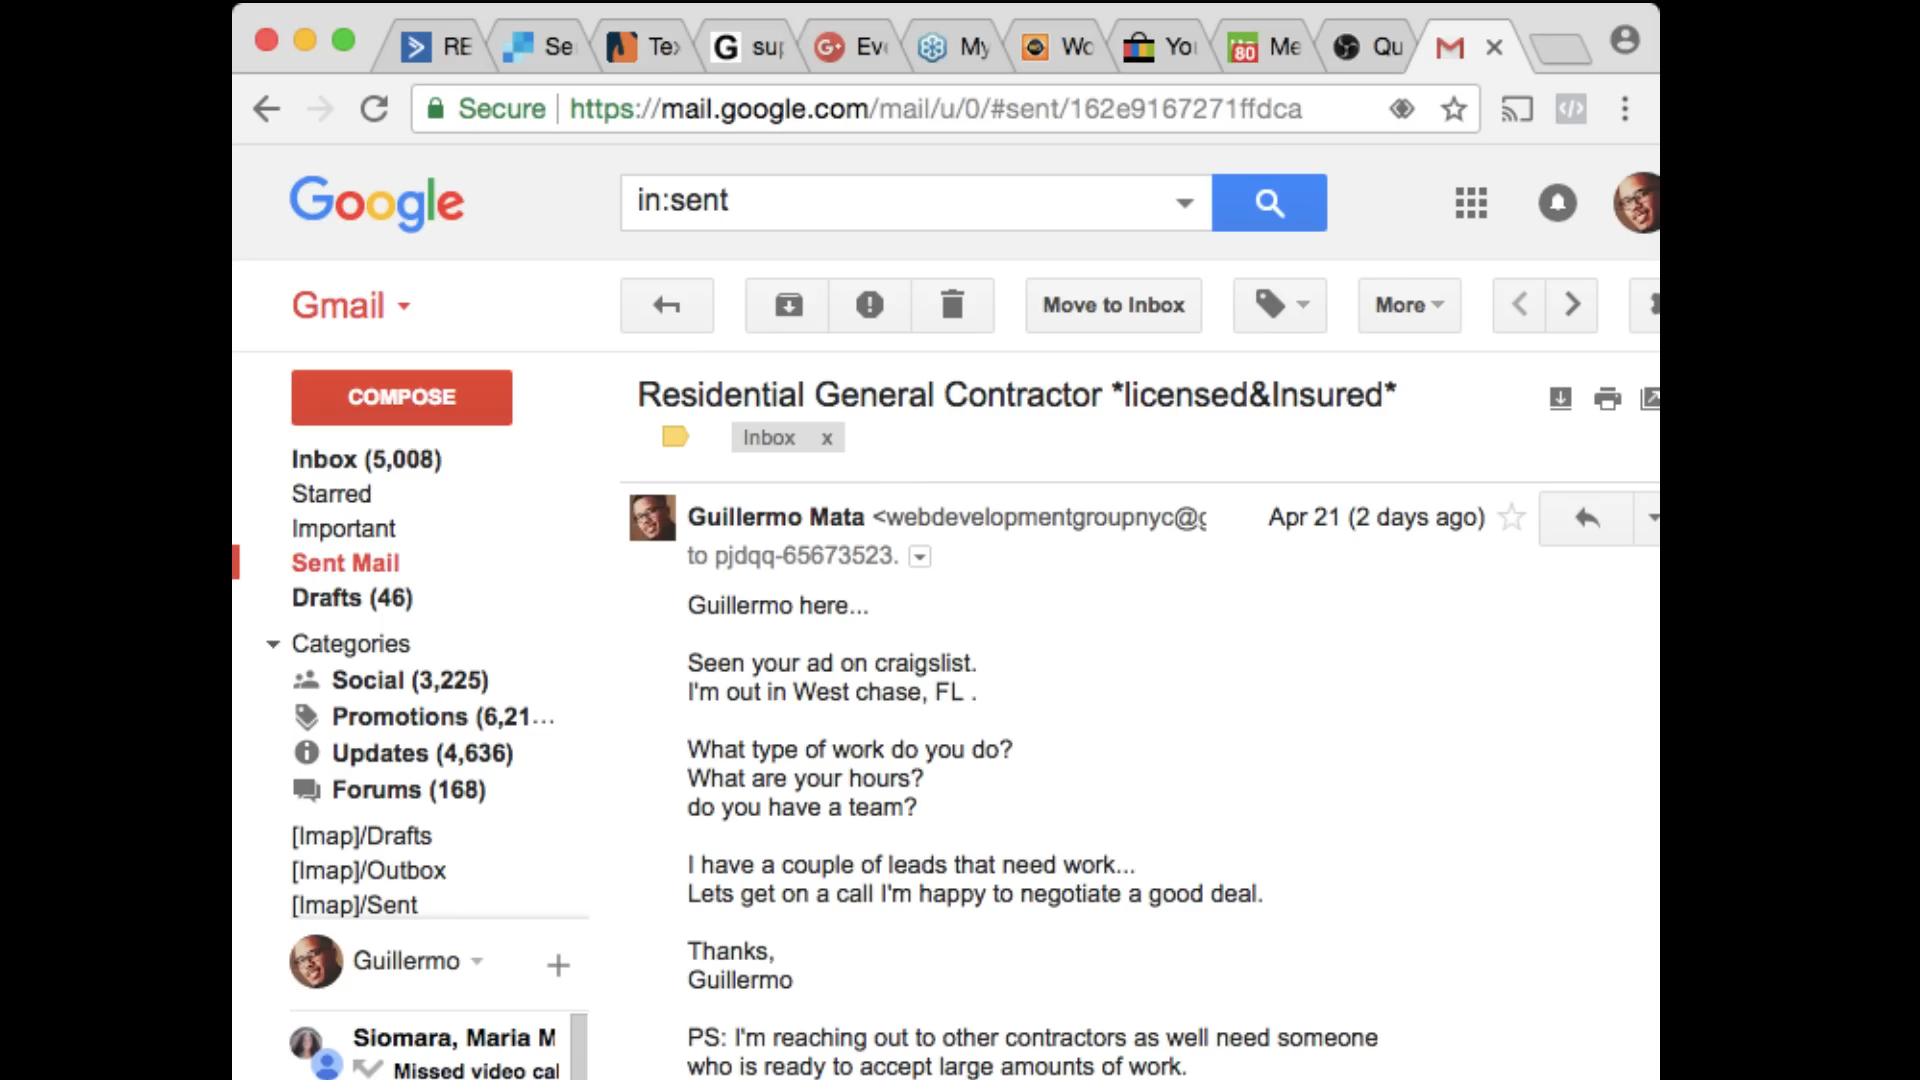 RE
Se
Tex
G
sup
G+
Eve
My
Wo
You
80
Me
Qu
Secure
https://mail.google.com/mail/u/0/#sent/162e9167271ffdca
Google
in:sent
Gmail
Move to Inbox
More
COMPOSE
Residential General Contractor *licensed&Insured*
Inbox x
Inbox (5,008)
Starred
Important
Sent Mail
Drafts (46)
Categories
Social (3,225)
Promotions (6,21…
Updates (4,636)
Forums (168)
[Imap]/Drafts
[Imap]/Outbox
[Imap]/Sent
Guillermo
Siomara, Maria M
Missed video cal
Guillermo Mata <webdevelopmentgroupnyc@g
Apr 21 (2 days ago)
to pjdqq-65673523.
Guillermo here...
Seen your ad on craigslist.
I'm out in West chase, FL .
What type of work do you do?
What are your hours?
do you have a team?
I have a couple of leads that need work...
Lets get on a call I'm happy to negotiate a good deal.
Thanks,
Guillermo
PS: I'm reaching out to other contractors as well need someone
who is ready to accept large amounts of work.